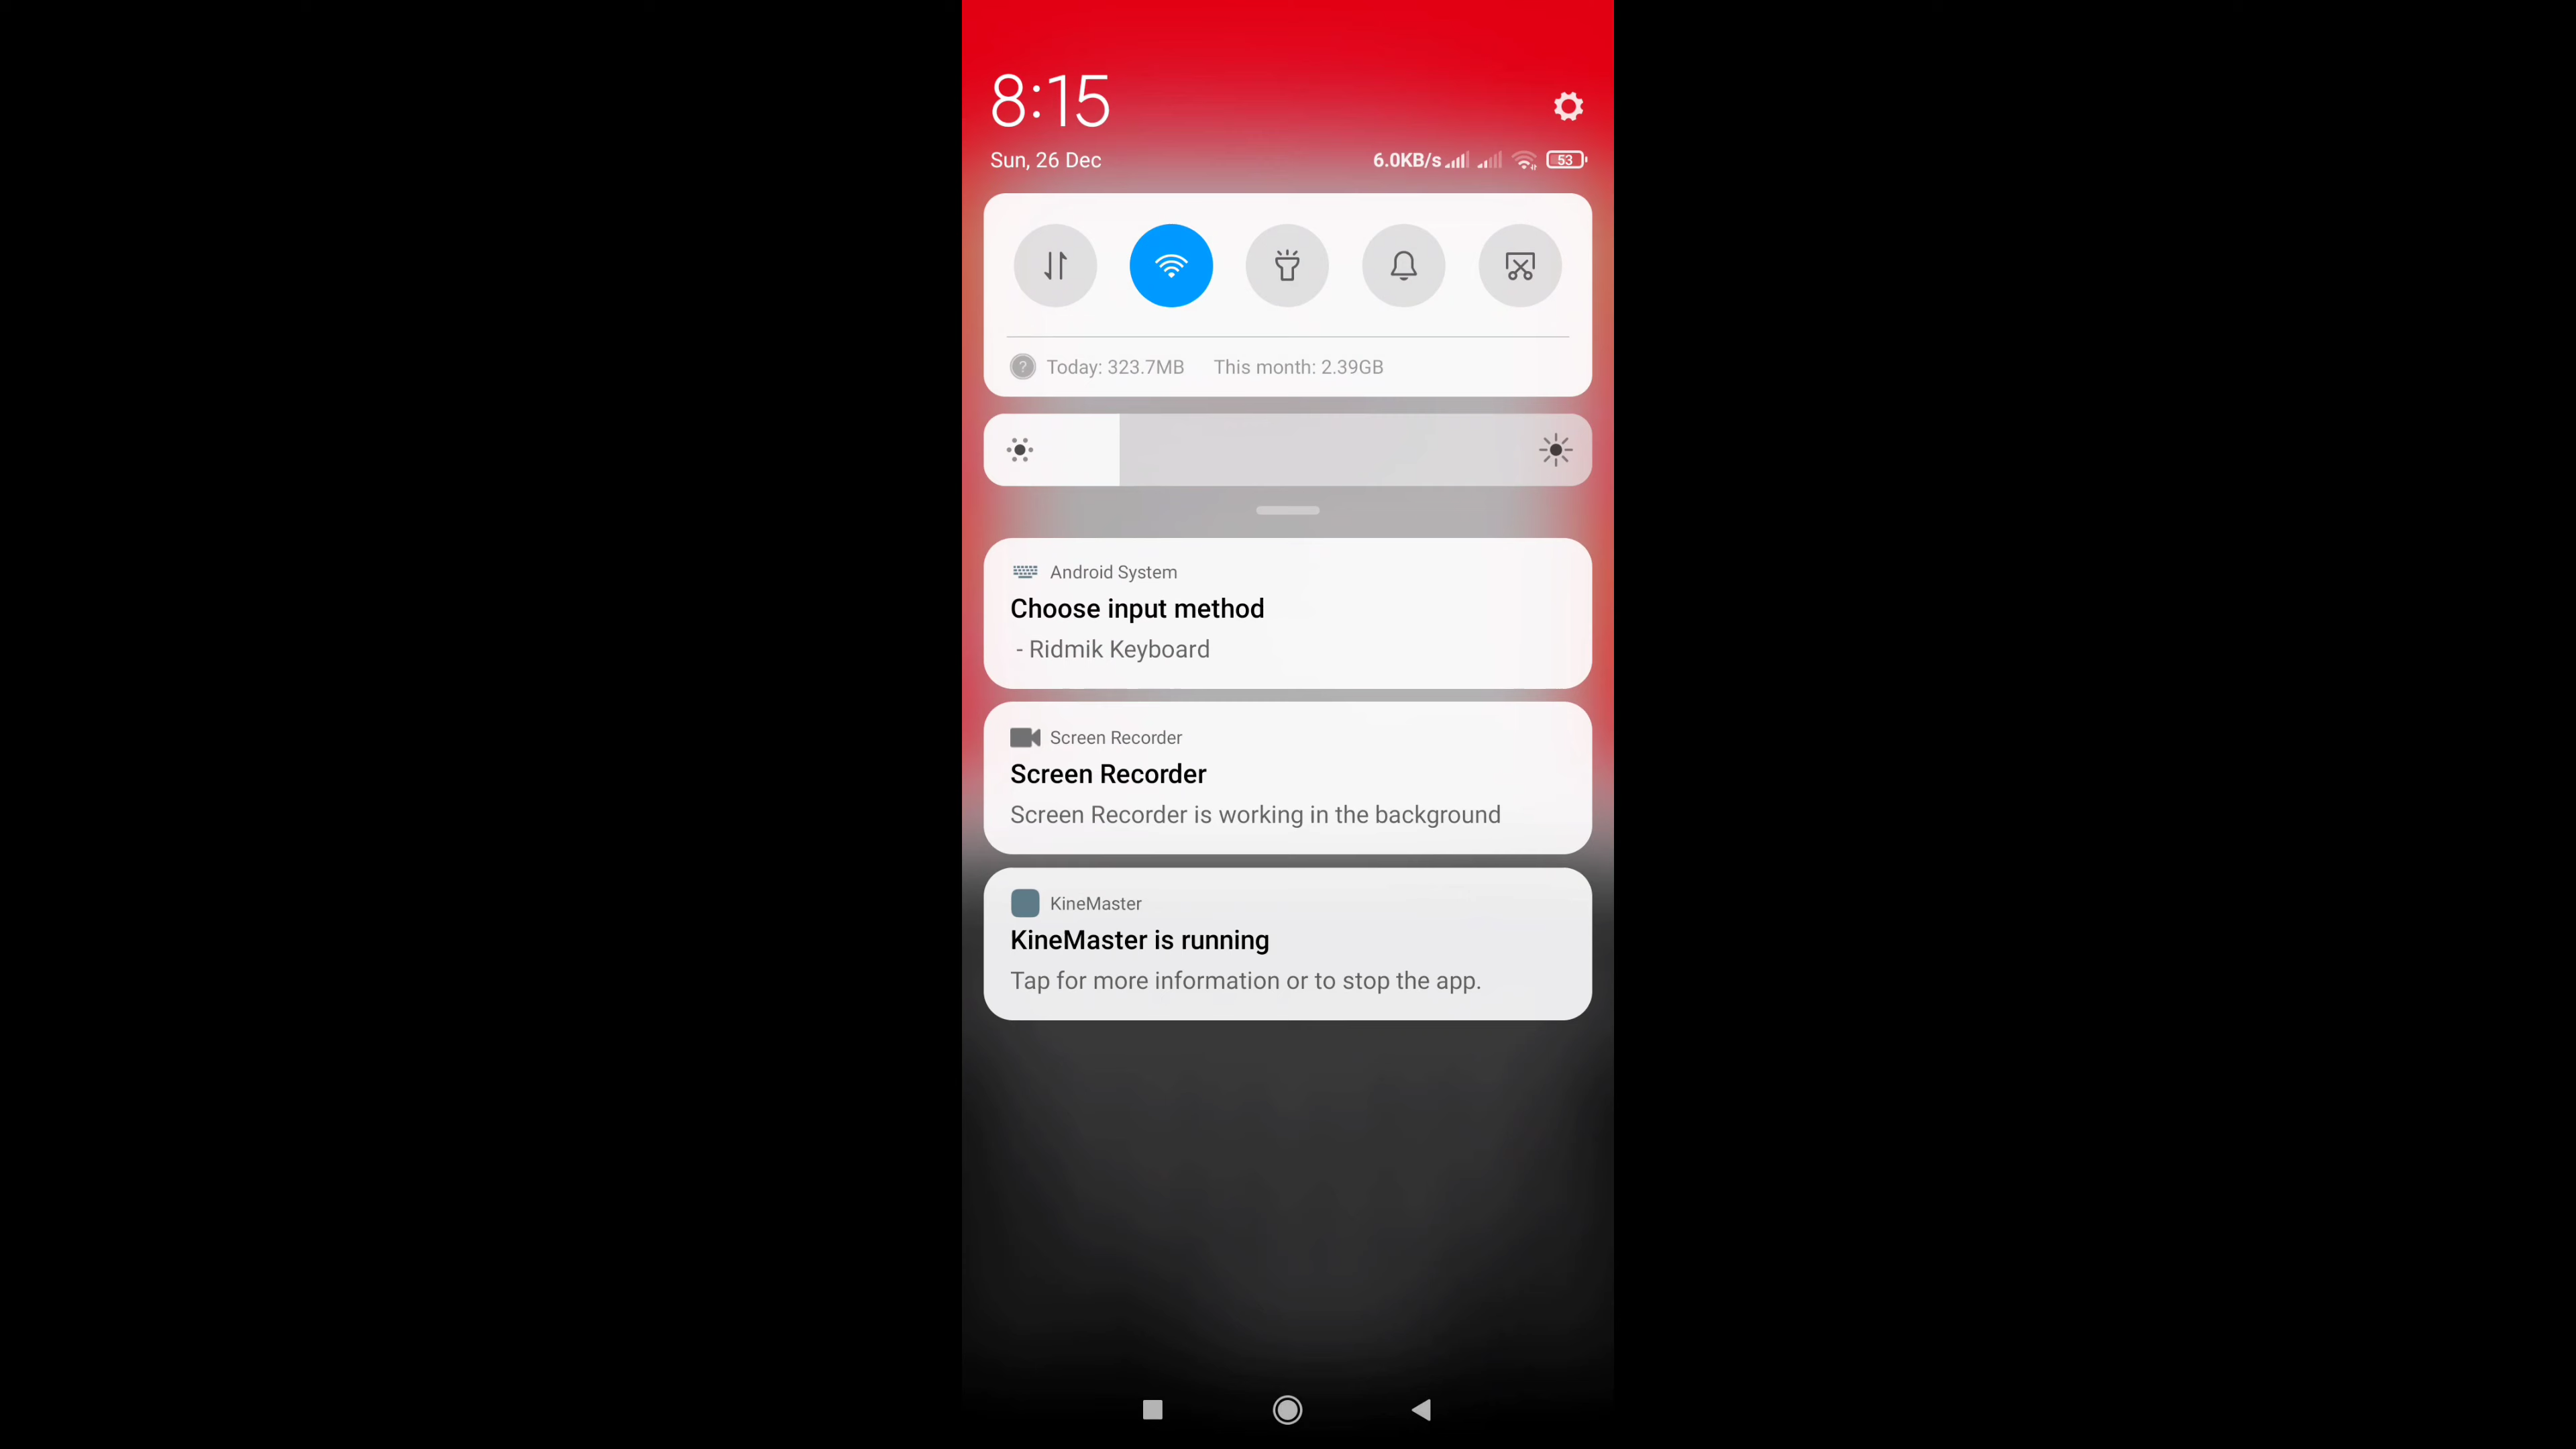 8:15
Sun, 26 Dec
6.0KB/s 53
Today: 323.7MB This month: 2.39GB
Android System
Choose input method
- Ridmik Keyboard
Screen Recorder
Screen Recorder
Screen Recorder is working in the background
KineMaster
KineMaster is running
Tap for more information or to stop the app.